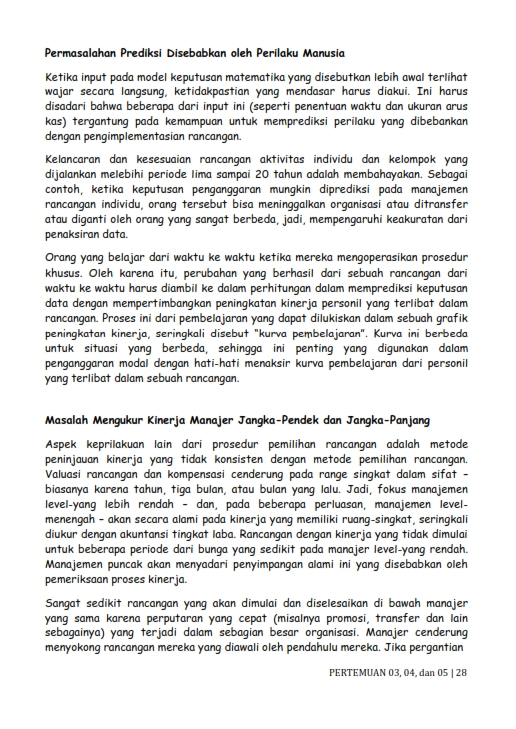 Permasalahan Prediksi Disebabkan oleh Perilaku Manusia
Ketika input pada model keputusan matematika yang disebutkan lebih awal terlihat
wajar secara langsung, ketidakpastian yang mendasar harus diakui. Ini harus
disadari bahwa beberapa dari input ini (seperti penentuan waktu dan ukuran arus
kas) tergantung pada kemampuan untuk memprediksi perilaku yang dibebankan
dengan pengimplementasian rancangan.
Kelancaran dan kesesuaian rancangan aktivitas individu dan kelompok yang
dijalankan melebihi periode lima sampai 20 tahun adalah membahayakan. Sebagai
contoh, ketika keputusan penganggaran mungkin diprediksi pada manajemen
rancangan individu, orang tersebut bisa meninggalkan organisasi atau ditransfer
atau diganti oleh orang yang sangat berbeda, jadi, mempengaruhi keakuratan dari
penaksiran data.
Orang yang belajar dari waktu ke waktu ketika mereka mengoperasikan prosedur
khusus. Oleh karena itu, perubahan yang berhasil dari sebuah rancangan dari
waktu ke waktu harus diambil ke dalam perhitungan dalam memprediksi keputusan
data dengan mempertimbangkan peningkatan kinerja personil yang terlibat dalam
rancangan. Proses ini dari pembelajaran yang dapat dilukiskan dalam sebuah grafik
peningkatan kinerja, seringkali disebut “kurva pembelajaran”. Kurva ini berbeda
untuk situasi yang berbeda, sehingga ini penting yang digunakan dalam
penganggaran modal dengan hati-hati menaksir kurva pembelajaran dari personil
yang terlibat dalam sebuah rancangan.
Masalah Mengukur Kinerja Manajer Jangka-Pendek dan Jangka-Panjang
Aspek keprilakuan lain dari prosedur pemilihan rancangan adalah metode
peninjauan kinerja yang tidak konsisten dengan metode pemilihan rancangan.
Valuasi rancangan dan kompensasi cenderung pada range singkat dalam sifat –
biasanya karena tahun, tiga bulan, atau bulan yang lalu. Jadi, fokus manajemen
level-yang lebih rendah – dan, pada beberapa perluasan, manajemen level-
menengah – akan secara alami pada kinerja yang memiliki ruang-singkat, seringkali
diukur dengan akuntansi tingkat laba. Rancangan dengan kinerja yang tidak dimulai
untuk beberapa periode dari bunga yang sedikit pada manajer level-yang rendah.
Manajemen puncak akan menyadari penyimpangan alami ini yang disebabkan oleh
pemeriksaan proses kinerja.
Sangat sedikit rancangan yang akan dimulai dan diselesaikan di bawah manajer
yang sama karena perputaran yang cepat (misalnya promosi, transfer dan lain
sebagainya) yang terjadi dalam sebagian besar organisasi. Manajer cenderung
menyokong rancangan mereka yang diawali oleh pendahulu mereka. Jika pergantian
PERTEMUAN 03, 04, dan 05 | 28